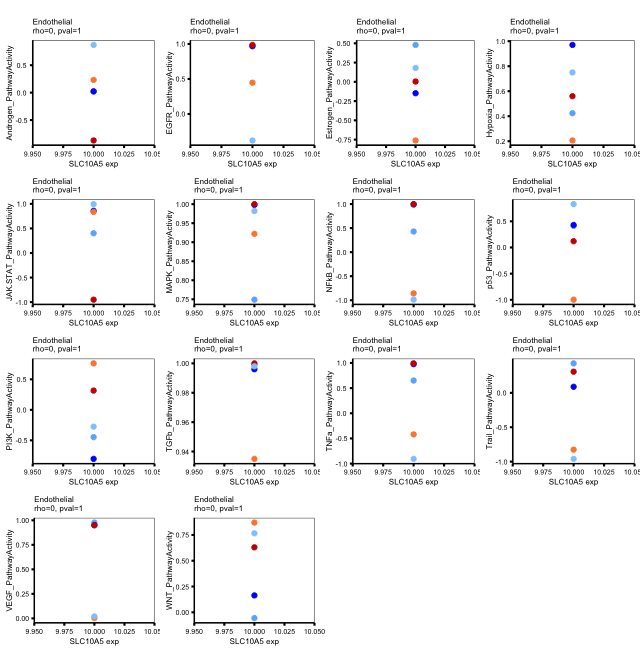 Endothelial
rho=0, pval=1
Androgen_PathwayActivity
0.5
0.0
-0.5
9.950 9.975 10.000 10.025 10.05
SLC10A5 exp
Endothelial
rho=0, pval=1
EGFR_PathwayActivity
1.0
0.5
0.0
9.950 9.975 10.000 10.025 10.05
SLC10A5 exp
Endothelial
rho=0, pval=1
Estrogen_PathwayActivity
0.50
0.25
0.00
-0.25
-0.50
-0.75
9.950 9.975 10.000 10.025 10.05
SLC10A5 exp
Endothelial
rho=0, pval=1
Hypoxia_PathwayActivity
1.0
0.8
0.6
0.4
0.2
9.950 9.975 10.000 10.025 10.05
SLC10A5 exp
Endothelial
rho=0, pval=1
JAK.STAT_PathwayActivity
1.0
0.5
0.0
-0.5
-1.0
9.950 9.975 10.000 10.025 10.05
SLC10A5 exp
Endothelial
rho=0, pval=1
MAPK_PathwayActivity
1.00
0.95
0.90
0.85
0.80
0.75
9.950 9.975 10.000 10.025 10.05
SLC10A5 exp
Endothelial
rho=0, pval=1
NFkB_PathwayActivity
1.0
0.5
0.0
-0.5
-1.0
9.950 9.975 10.000 10.025 10.05
SLC10A5 exp
Endothelial
rho=0, pval=1
p53_PathwayActivity
0.5
0.0
-0.5
-1.0
9.950 9.975 10.000 10.025 10.05
SLC10A5 exp
Endothelial
rho=0, pval=1
PI3K_PathwayActivity
0.5
0.0
-0.5
9.950 9.975 10.000 10.025 10.05
SLC10A5 exp
Endothelial
rho=0, pval=1
TGFb_PathwayActivity
1.00
0.98
0.96
0.94
9.950 9.975 10.000 10.025 10.05
SLC10A5 exp
Endothelial
rho=0, pval=1
TNFa_PathwayActivity
1.0
0.5
0.0
-0.5
-1.0
9.950 9.975 10.000 10.025 10.05
SLC10A5 exp
Endothelial
rho=0, pval=1
Trail_PathwayActivity
0.0
-0.5
-1.0
9.950 9.975 10.000 10.025 10.05
SLC10A5 exp
Endothelial
rho=0, pval=1
VEGF_PathwayActivity
1.00
0.75
0.50
0.25
0.00
9.950 9.975 10.000 10.025 10.05
SLC10A5 exp
Endothelial
rho=0, pval=1
WNT_PathwayActivity
0.75
0.50
0.25
0.00
9.950 9.975 10.000 10.025 10.050
SLC10A5 exp